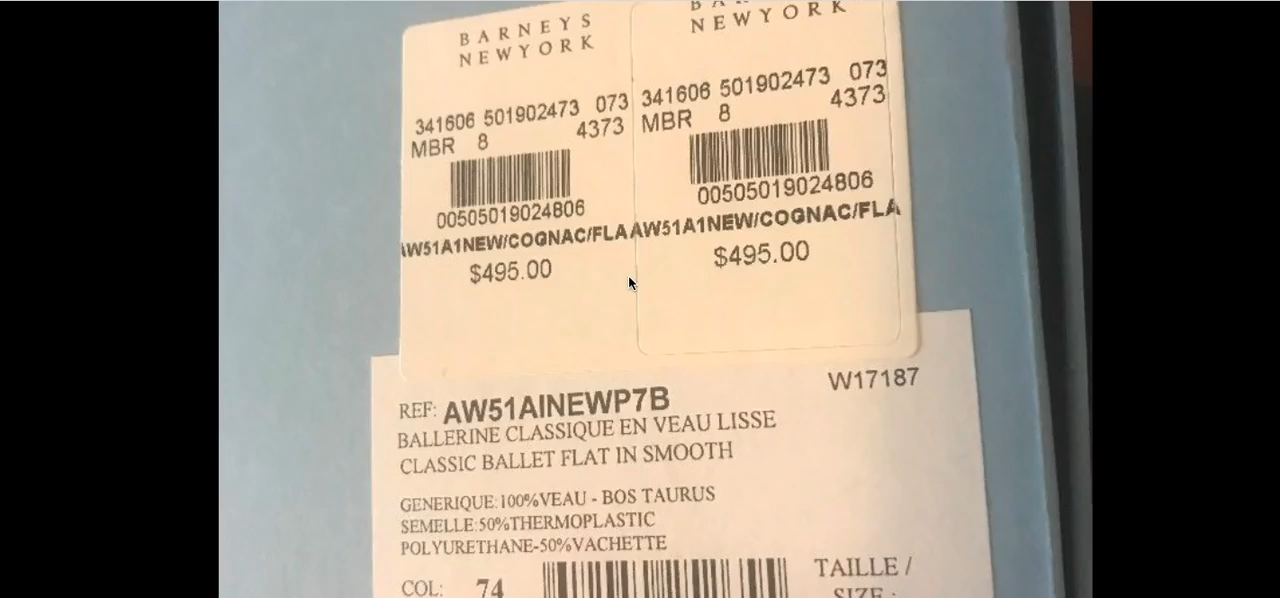 BARNEYS
NEWYORK
341606 501902473 073
MBR 8 4373
00505019024806
AW51A1NEW/COGNAC/FLA
$495.00
NEWYORK
341606 501902473 073
MBR 8 4373
00505019024806
AW51A1NEW/COGNAC/FLA
$495.00
W17187
REF: AW51AINEWP7B
BALLERINE CLASSIQUE EN VEAU LISSE
CLASSIC BALLET FLAT IN SMOOTH
GENERIQUE:100%VEAU - BOS TAURUS
SEMELLE:50%THERMOPLASTIC
POLYURETHANE-50%VACHETTE
COL: 74
TAILLE /
SIZE :